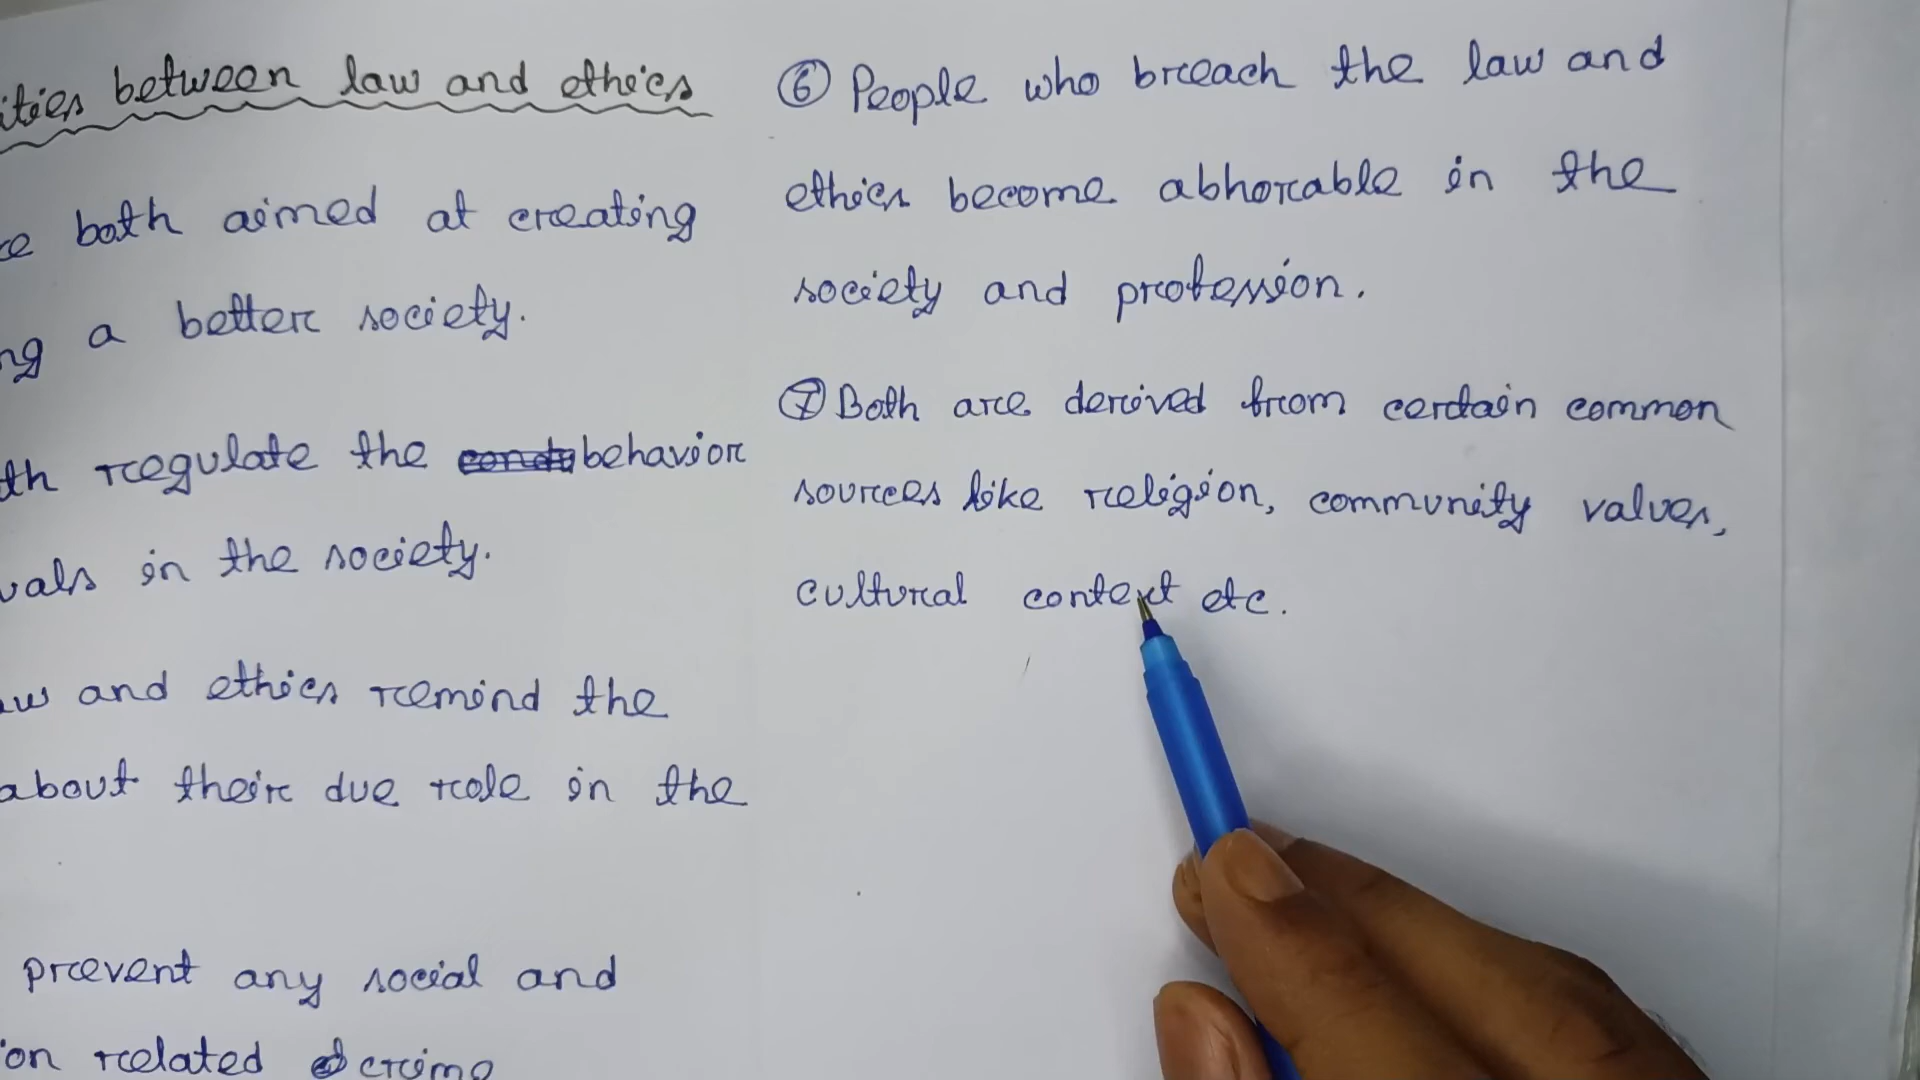 ities between law and ethics
both aimed at creating
ng a better society.
th regulate the behavior
uals in the society.
aw and ethics remind the
about their due role in the
prevent any social and
on related crime
⑥ People who breach the law and
ethics become abhorable in the
society and profession.
⑦ Both are derived from certain common
sources like religion, community values,
cultural context etc.